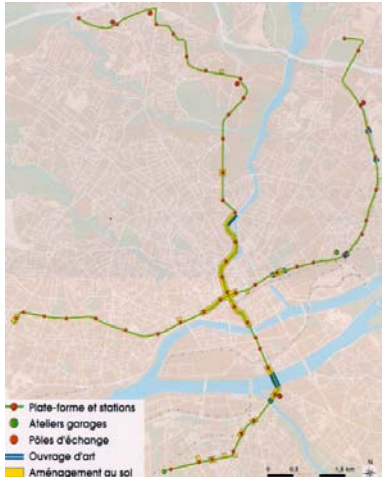 Plate-forme et stations
Ateliers garages
Pôles d'échange
Ouvrage d'art
Aménagement au sol
N
0 0,5 1,5 km